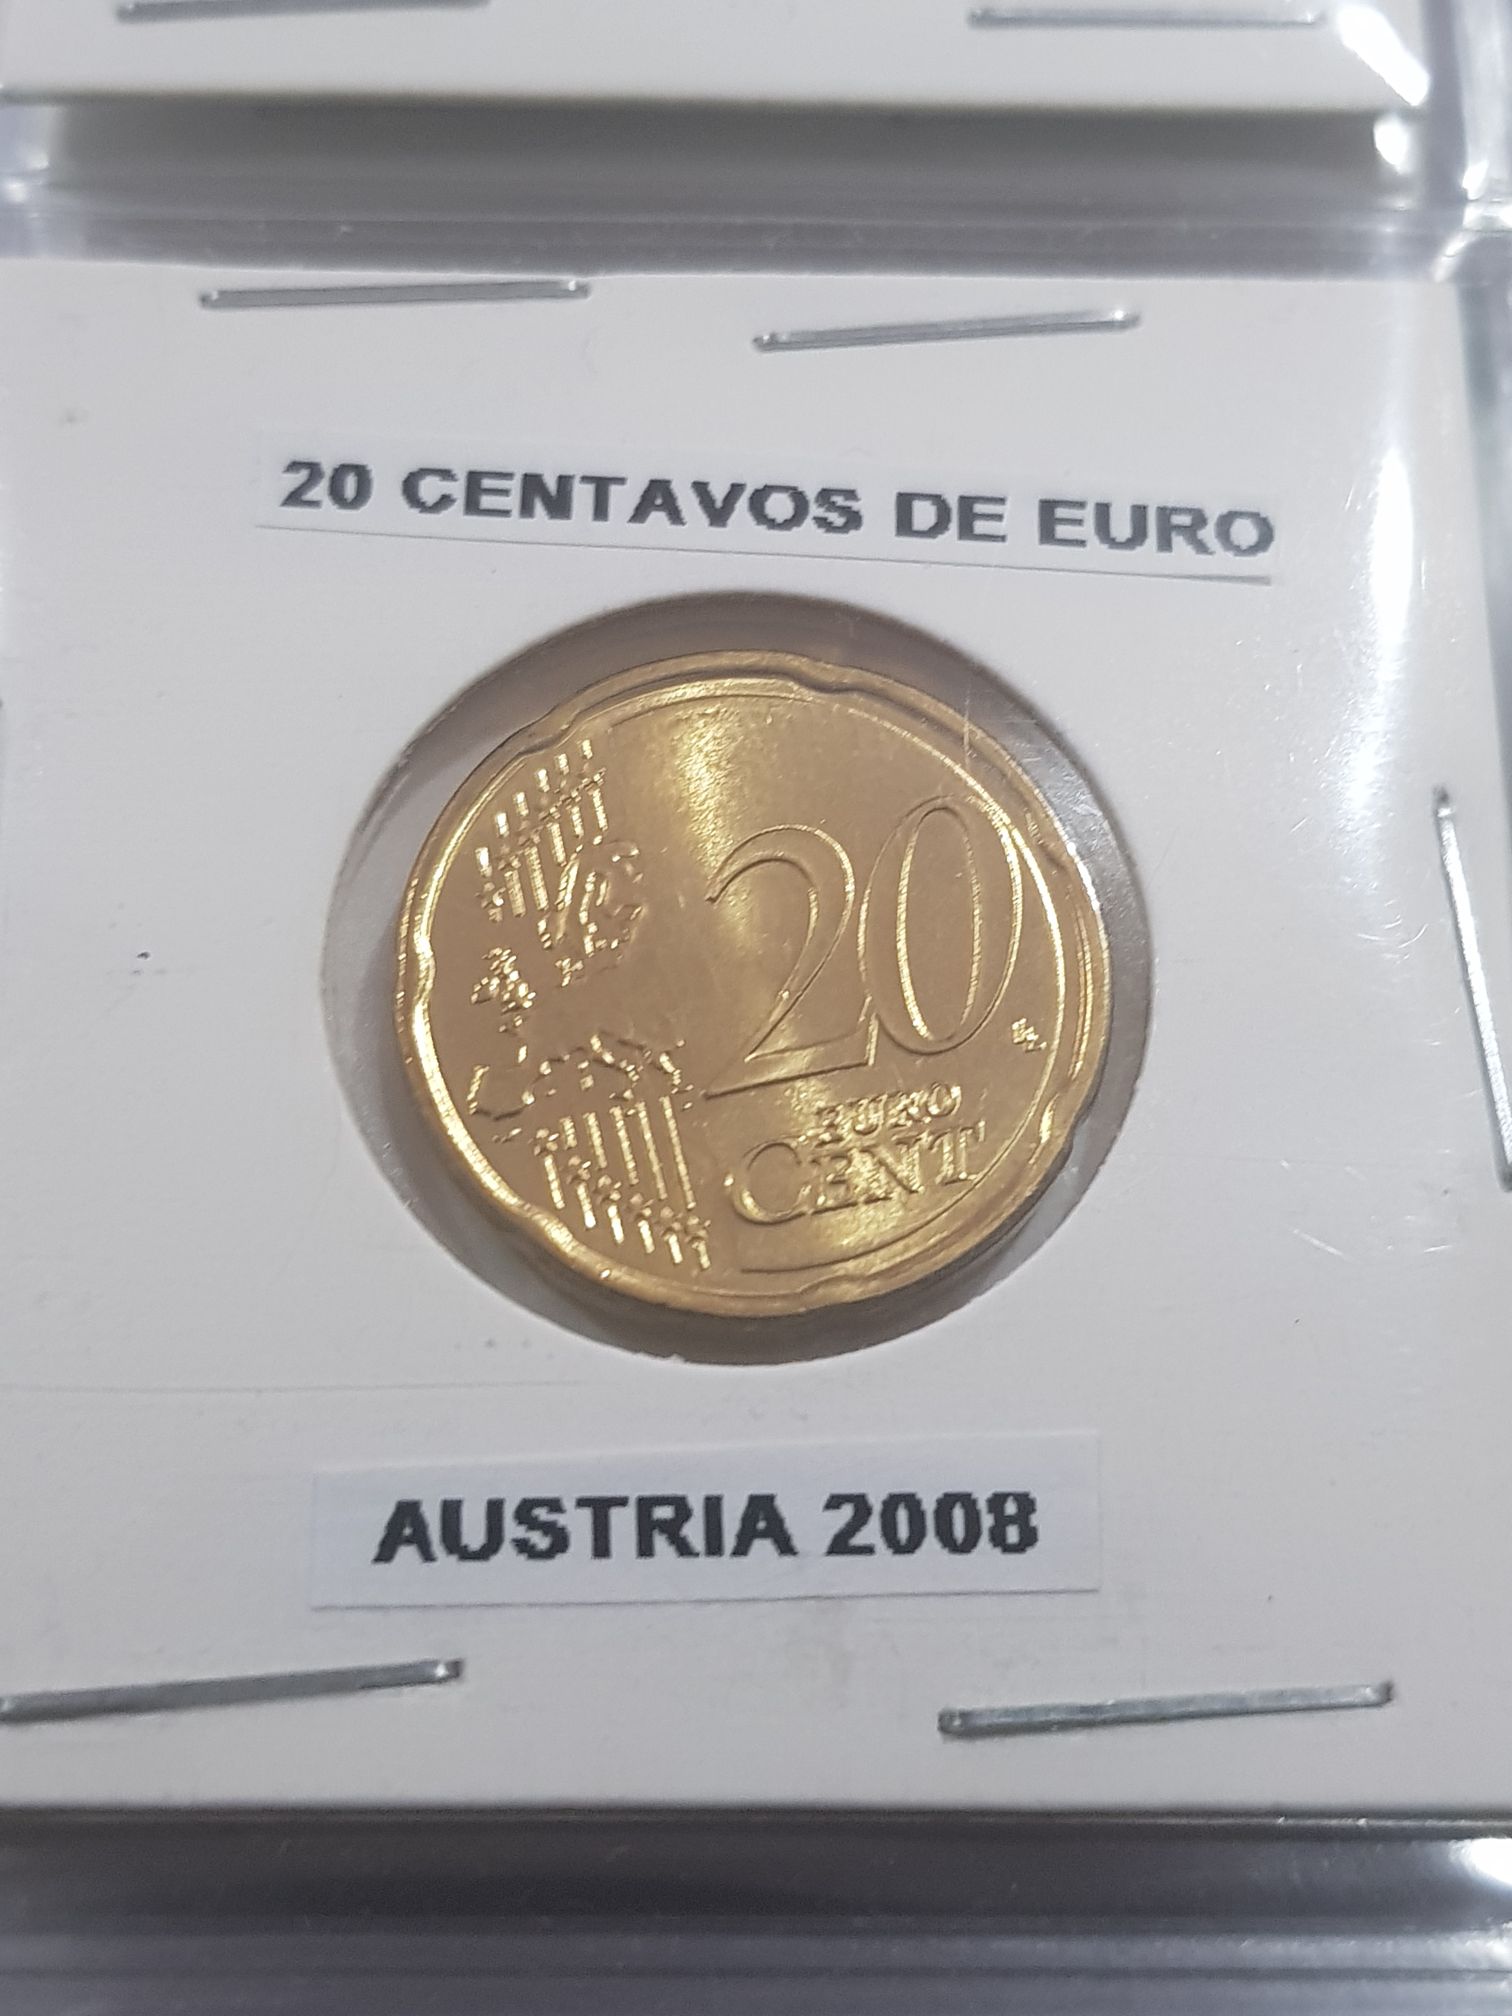 20 CENTAVOS DE EURO
20
EURO
CENT
AUSTRIA 2008